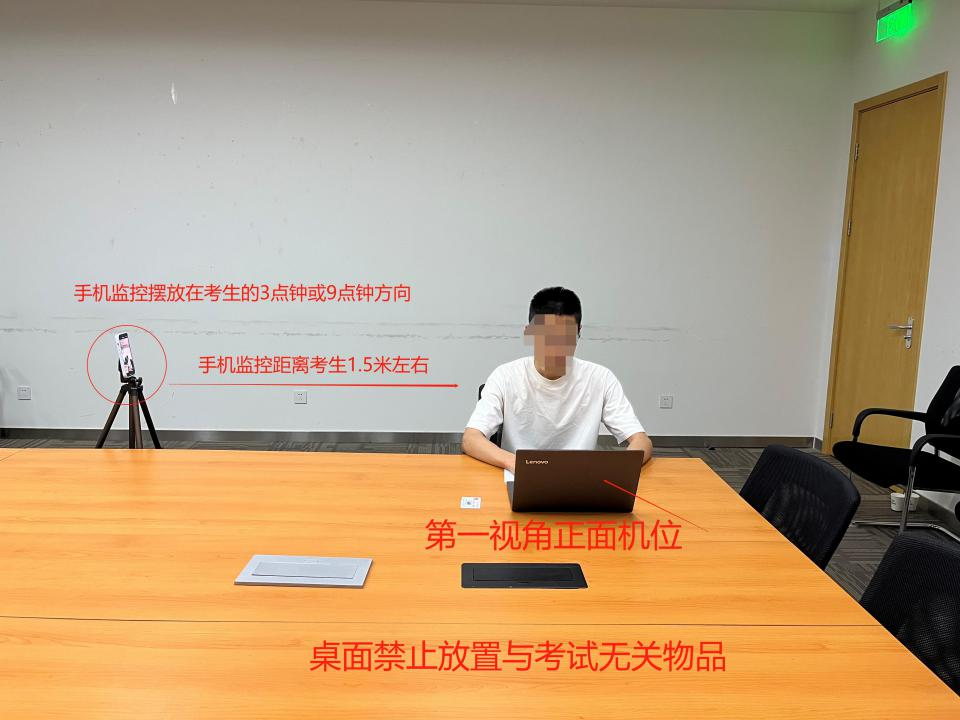 手机监控摆放在考生的3点钟或9点钟方向
手机监控距离考生1.5米左右
Lenovo
第一视角正面机位
桌面禁止放置与考试无关物品